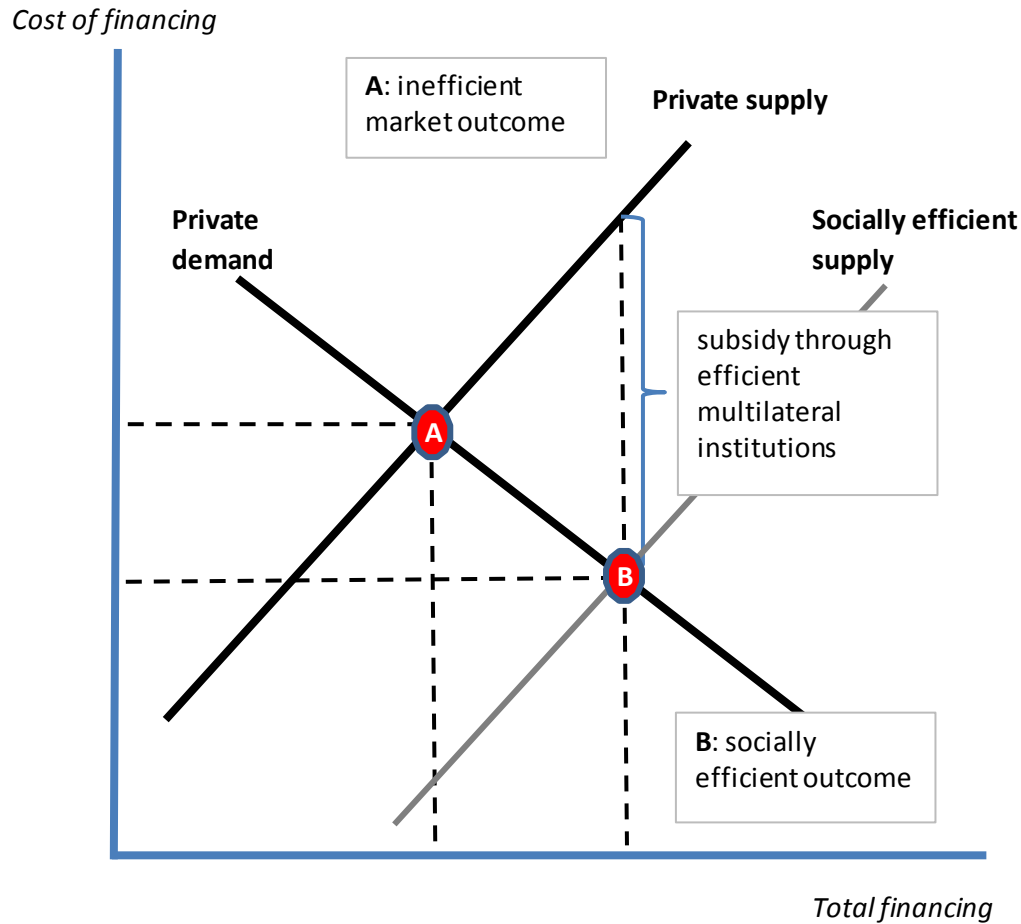 Cost of financing
A: inefficient
market outcome
Private supply
Private
demand
Socially efficient
supply
subsidy through
efficient
multilateral
institutions
A
B
B: socially
efficient outcome
Total financing